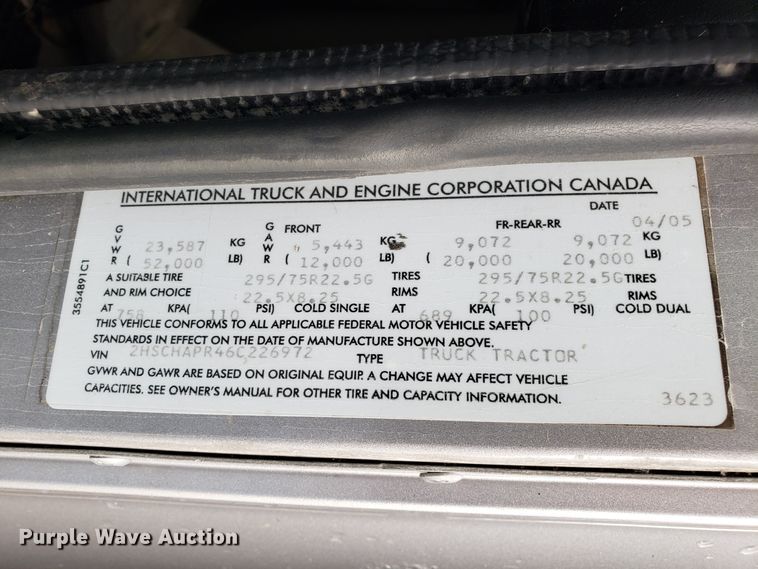 INTERNATIONAL TRUCK AND ENGINE CORPORATION CANADA
DATE 04/05
GVWR 23,587 KG GAWR FRONT 5,443 KG FR-REAR-RR 9,072 9,072 KG
( 52,000 LB) ( 12,000 LB) ( 20,000 20,000 LB)
A SUITABLE TIRE 295/75R22.5G TIRES 295/75R22.5G TIRES
AND RIM CHOICE 22.5X8.25 RIMS 22.5X8.25 RIMS
AT 758 KPA( 110 PSI) COLD SINGLE AT 689 KPA( 100 PSI) COLD DUAL
THIS VEHICLE CONFORMS TO ALL APPLICABLE FEDERAL MOTOR VEHICLE SAFETY
STANDARDS IN EFFECT ON THE DATE OF MANUFACTURE SHOWN ABOVE.
VIN 2HSCHAPR46C226972 TYPE TRUCK TRACTOR
GVWR AND GAWR ARE BASED ON ORIGINAL EQUIP. A CHANGE MAY AFFECT VEHICLE
CAPACITIES. SEE OWNER'S MANUAL FOR OTHER TIRE AND CAPACITY INFORMATION.
3623
3554891C1
Purple Wave Auction